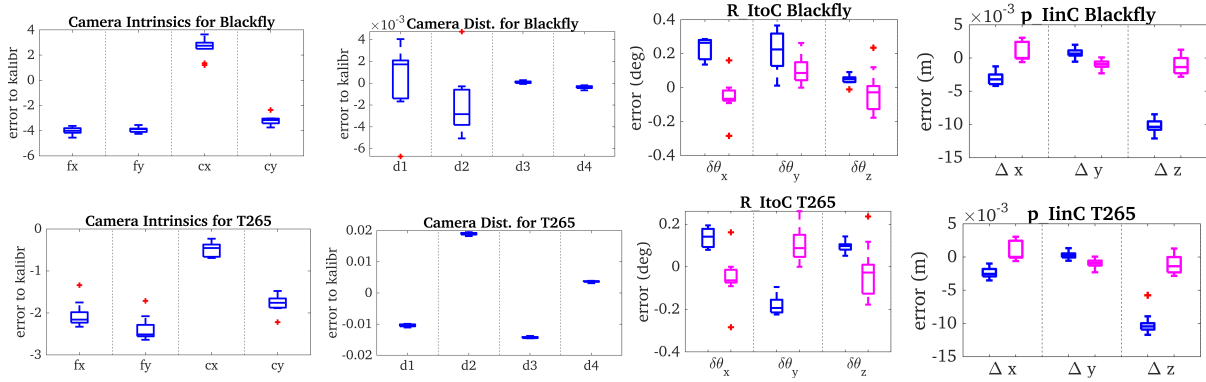 Camera Intrinsics for Blackfly
error to kalibr
4
2
0
-2
-4
-6
fx fy cx cy
Camera Dist. for Blackfly
×10⁻³
error to kalibr
4
2
0
-2
-4
-6
d1 d2 d3 d4
R_ItoC Blackfly
error (deg)
0.4
0.2
0
-0.2
-0.4
δθx δθy δθz
p_IinC Blackfly
×10⁻³
error (m)
5
0
-5
-10
-15
Δ x Δ y Δ z
Camera Intrinsics for T265
error to kalibr
0
-1
-2
-3
fx fy cx cy
Camera Dist. for T265
error to kalibr
0.02
0.01
0
-0.01
-0.02
d1 d2 d3 d4
R_ItoC T265
error (deg)
0.2
0
-0.2
-0.4
δθx δθy δθz
p_IinC T265
×10⁻³
error (m)
5
0
-5
-10
-15
Δ x Δ y Δ z